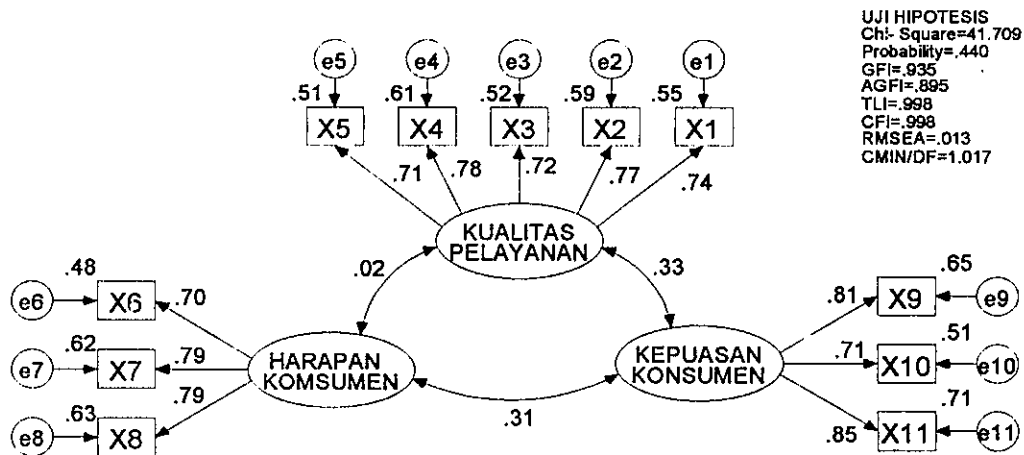 UJI HIPOTESIS
Chi- Square=41.709
Probability=.440
GFI=.935
AGFI=.895
TLI=.998
CFI=.998
RMSEA=.013
CMIN/DF=1.017
e5 e4 e3 e2 e1
.51 .61 .52 .59 .55
X5 X4 X3 X2 X1
.71 .78 .72 .77 .74
KUALITAS
PELAYANAN
.02 .33
.48
e6 X6 .70
.62
e7 X7 .79
.79
.63
e8 X8
HARAPAN
KOMSUMEN
.31
KEPUASAN
KONSUMEN
.65
.81 X9 e9
.51
.71 X10 e10
.71
.85 X11 e11